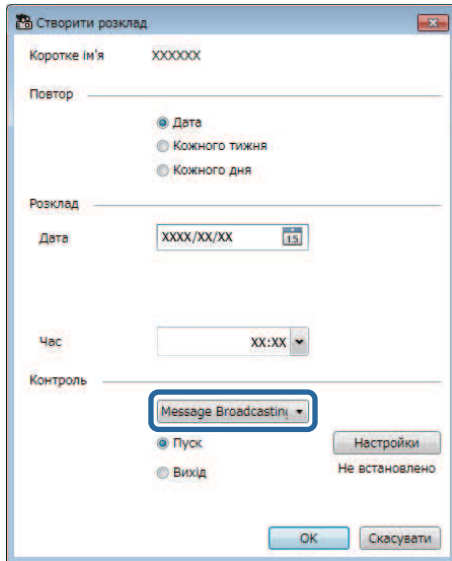 Створити розклад
Коротке ім'я XXXXXX
Повтор
Дата
Кожного тижня
Кожного дня
Розклад
Дата XXXX/XX/XX 15
Час XX:XX
Контроль
Message Broadcasting
Пуск Настройки
Вихід Не встановлено
OK Скасувати